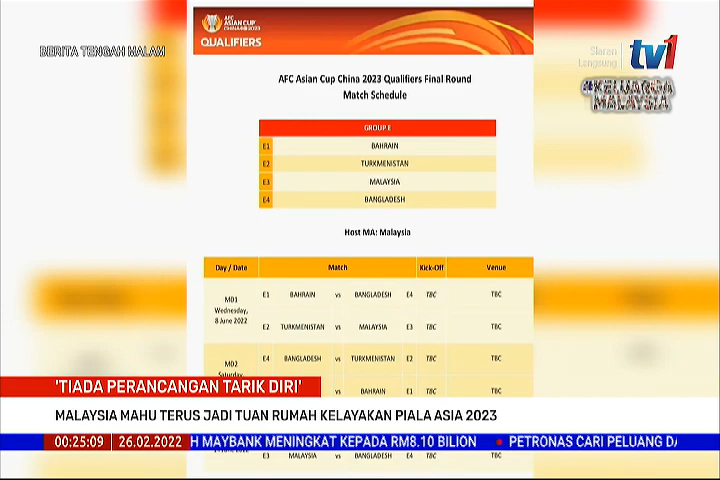 AFC
ASIAN CUP
CHINA 2023
QUALIFIERS
BERITA TENGAH MALAM
Siaran
Langsung
tv1
#KELUARGA
MALAYSIA
AFC Asian Cup China 2023 Qualifiers Final Round
Match Schedule
GROUP E
E1 BAHRAIN
E2 TURKMENISTAN
E3 MALAYSIA
E4 BANGLADESH
Host MA: Malaysia
Day / Date Match Kick-Off Venue
MD1
Wednesday,
8 June 2022
E1 BAHRAIN vs BANGLADESH E4 TBC TBC
E2 TURKMENISTAN vs MALAYSIA E3 TBC TBC
MD2
Saturday,
E4 BANGLADESH vs TURKMENISTAN E2 TBC TBC
vs BAHRAIN E1 TBC TBC
'TIADA PERANCANGAN TARIK DIRI'
MALAYSIA MAHU TERUS JADI TUAN RUMAH KELAYAKAN PIALA ASIA 2023
00:25:09 26.02.2022 H MAYBANK MENINGKAT KEPADA RM8.10 BILION • PETRONAS CARI PELUANG DA
E3 MALAYSIA vs BANGLADESH E4 TBC TBC